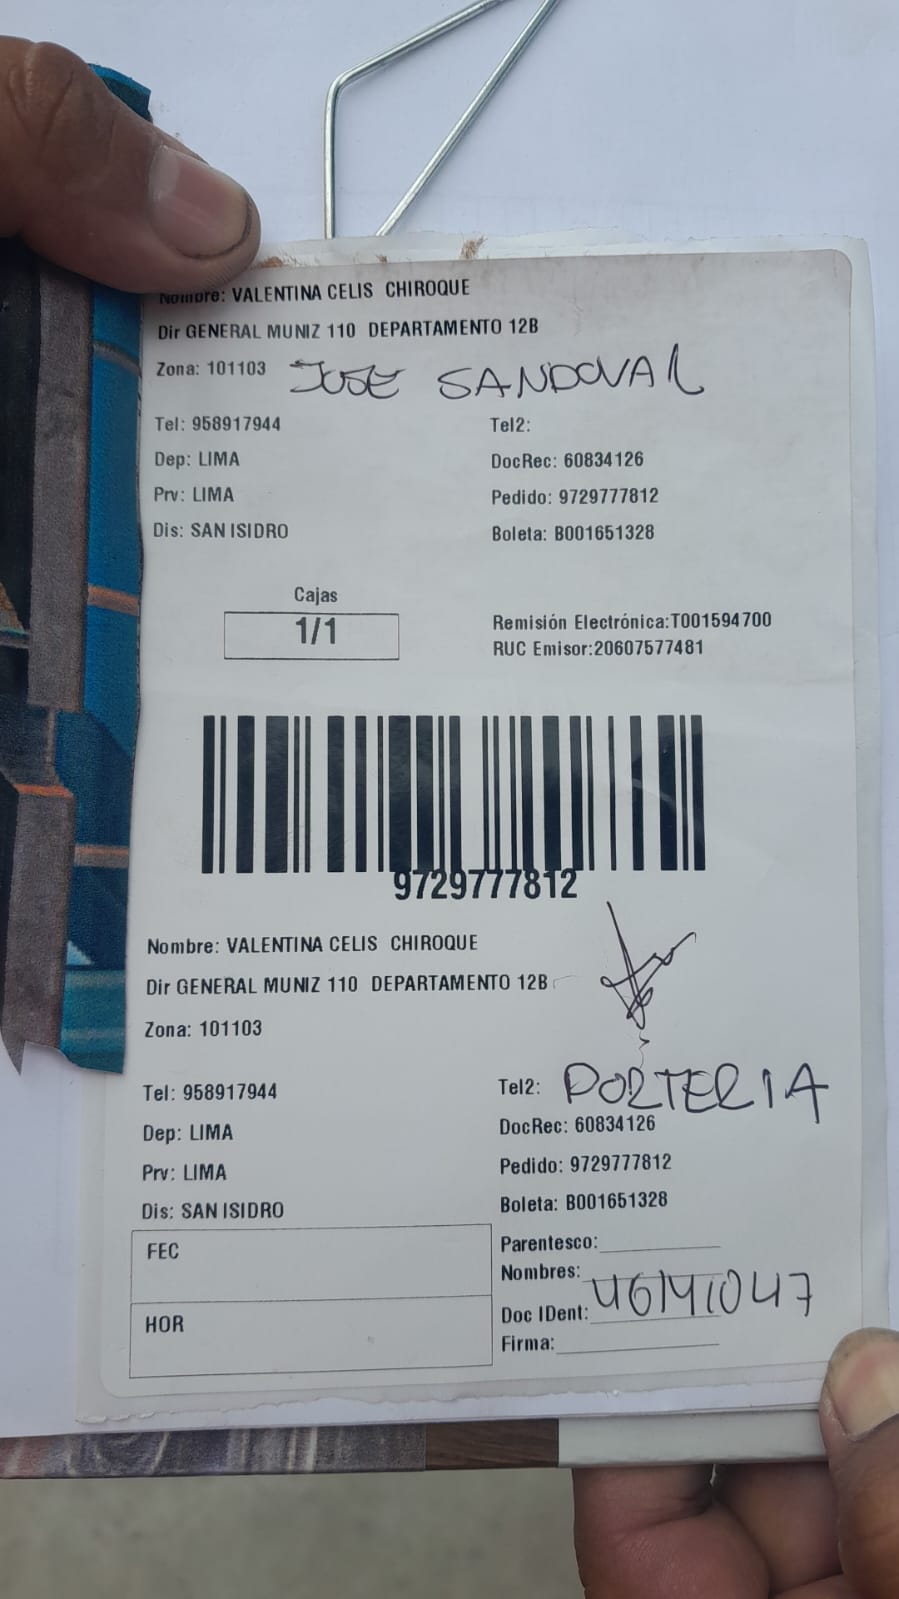 Nombre: VALENTINA CELIS CHIROQUE
Dir GENERAL MUNIZ 110 DEPARTAMENTO 12B
Zona: 101103 JOSE SANDOVAL
Tel: 958917944 Tel2:
Dep: LIMA DocRec: 60834126
Prv: LIMA Pedido: 9729777812
Dis: SAN ISIDRO Boleta: B001651328
Cajas
1/1
Remisión Electrónica:T001594700
RUC Emisor:20607577481
9729777812
Nombre: VALENTINA CELIS CHIROQUE
Dir GENERAL MUNIZ 110 DEPARTAMENTO 12B
Zona: 101103
Tel: 958917944 Tel2: PORTERIA
Dep: LIMA DocRec: 60834126
Prv: LIMA Pedido: 9729777812
Dis: SAN ISIDRO Boleta: B001651328
FEC
HOR
Parentesco:
Nombres:
Doc IDent: 46141047
Firma: